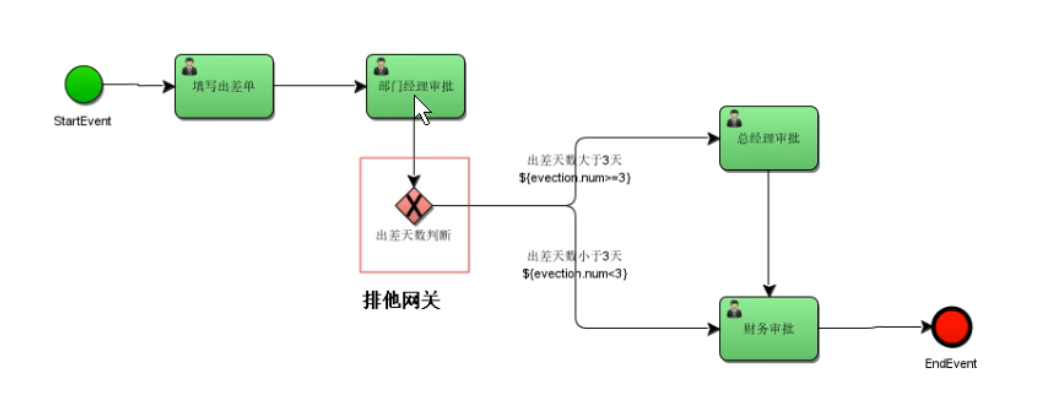 填写出差单
部门经理审批
StartEvent
出差天数大于3天
${evection.num>=3}
总经理审批
出差天数判断
出差天数小于3天
${evection.num<3}
排他网关
财务审批
EndEvent